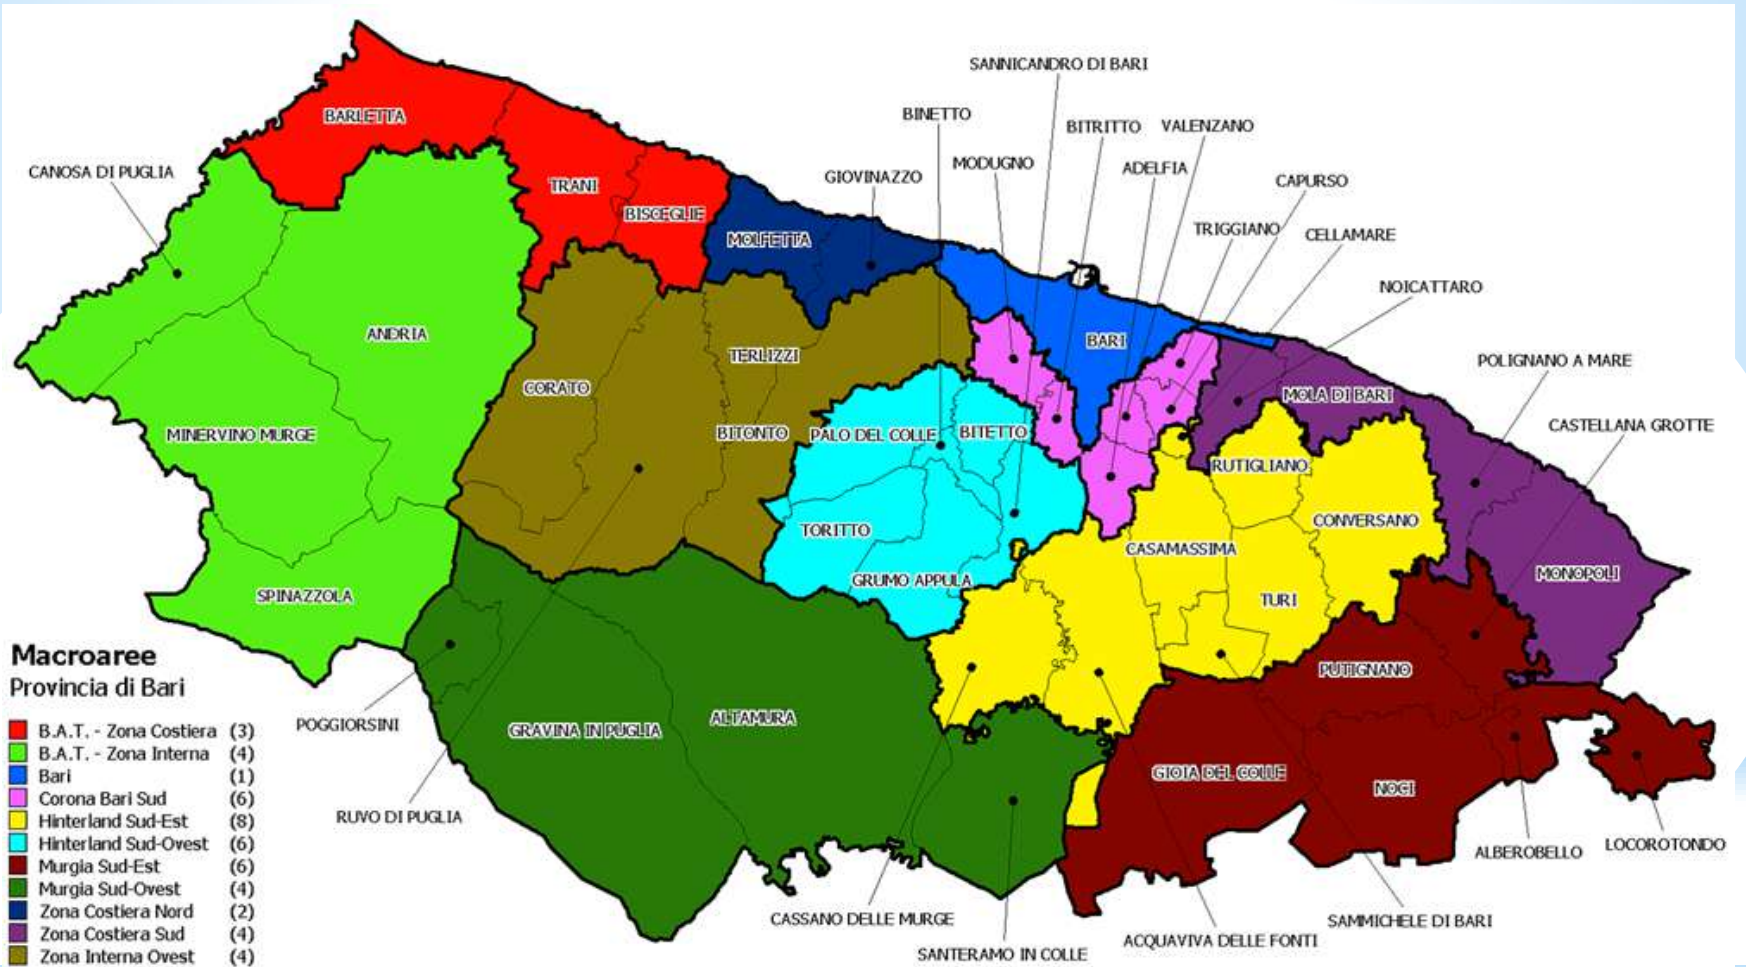 SANNICANDRO DI BARI
BINETTO
BITRITTO
VALENZANO
BARLETTA
MODUGNO
ADELFIA
CANOSA DI PUGLIA
GIOVINAZZO
CAPURSO
TRANI
BISCEGLIE
TRIGGIANO
CELLAMARE
MOLFETTA
NOICATTARO
ANDRIA
BARI
TERLIZZI
POLIGNANO A MARE
CORATO
MOLA DI BARI
CASTELLANA GROTTE
MINERVINO MURGE
BITONTO
PALO DEL COLLE
BITETTO
RUTIGLIANO
CONVERSANO
TORITTO
CASAMASSIMA
MONOPOLI
GRUMO APPULA
SPINAZZOLA
TURI
PUTIGNANO
POGGIORSINI
GRAVINA IN PUGLIA
ALTAMURA
GIOIA DEL COLLE
NOCI
RUVO DI PUGLIA
LOCOROTONDO
ALBEROBELLO
CASSANO DELLE MURGE
SAMMICHELE DI BARI
ACQUAVIVA DELLE FONTI
SANTERAMO IN COLLE
Macroaree
Provincia di Bari
B.A.T. - Zona Costiera (3)
B.A.T. - Zona Interna (4)
Bari (1)
Corona Bari Sud (6)
Hinterland Sud-Est (8)
Hinterland Sud-Ovest (6)
Murgia Sud-Est (6)
Murgia Sud-Ovest (4)
Zona Costiera Nord (2)
Zona Costiera Sud (4)
Zona Interna Ovest (4)